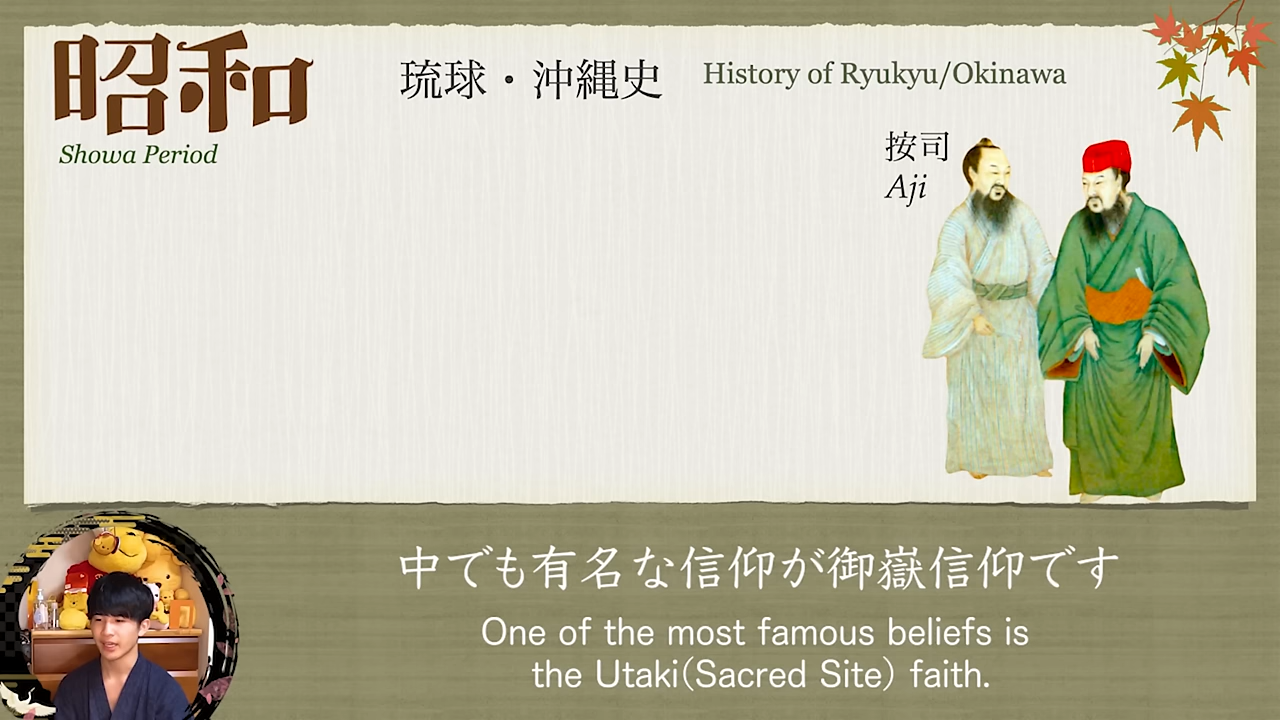 昭和
Showa Period
琉球・沖縄史
History of Ryukyu/Okinawa
按司
Aji
中でも有名な信仰が御嶽信仰です
One of the most famous beliefs is
the Utaki(Sacred Site) faith.